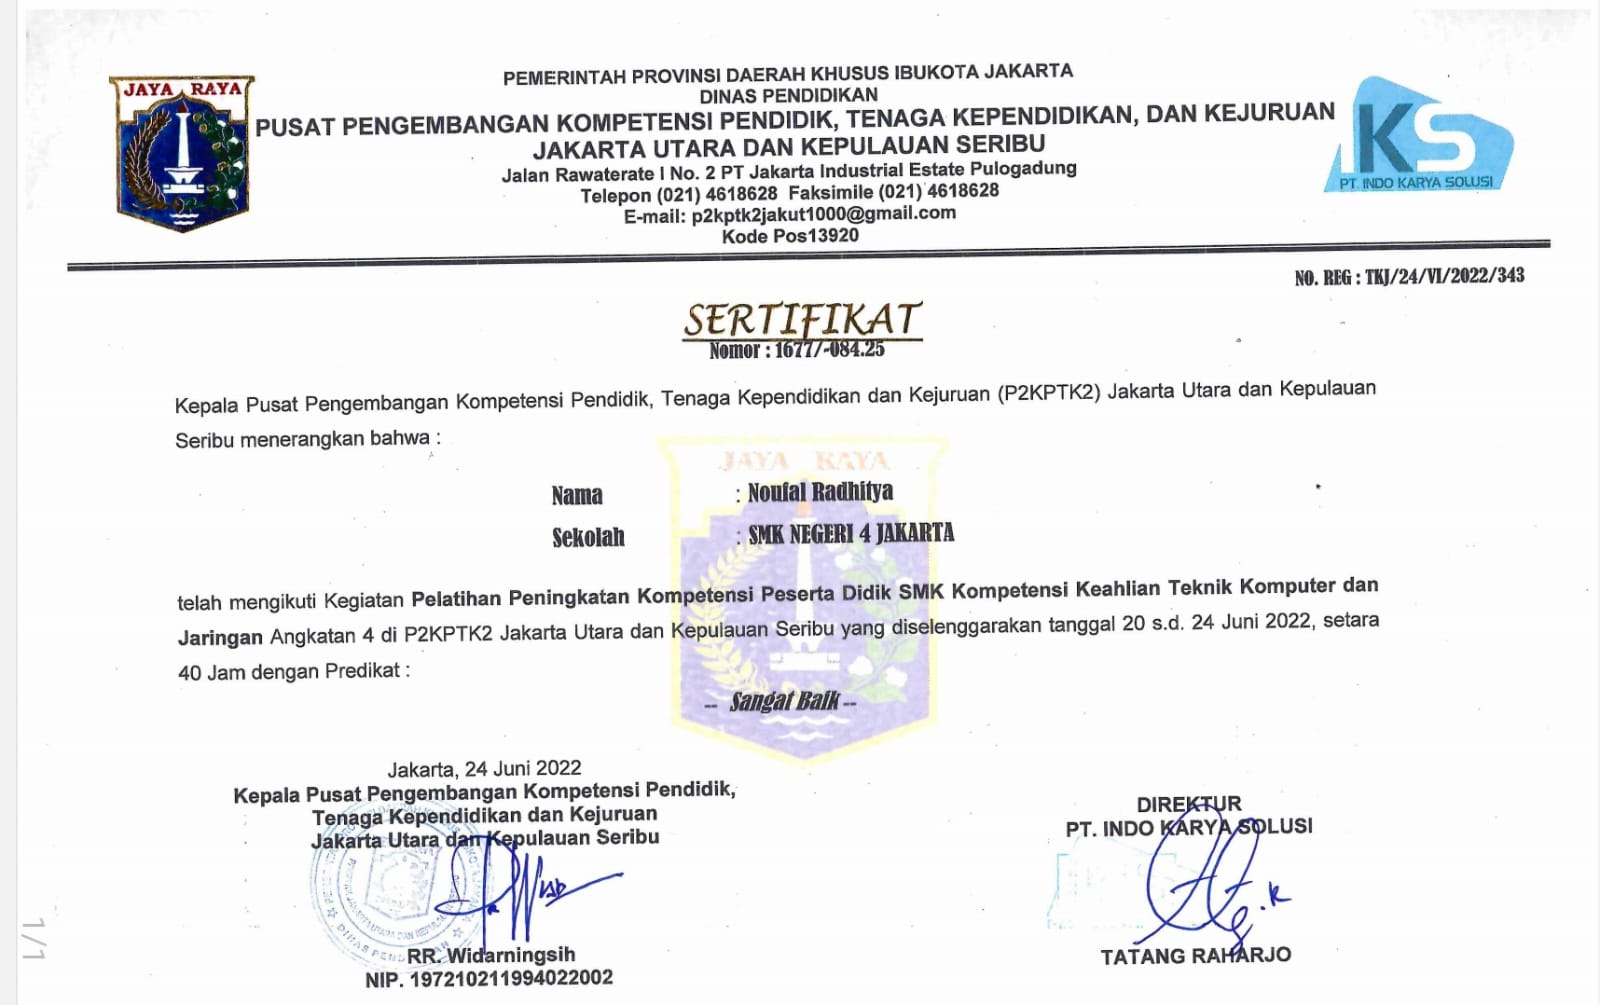 JAYA RAYA
PEMERINTAH PROVINSI DAERAH KHUSUS IBUKOTA JAKARTA
DINAS PENDIDIKAN
PUSAT PENGEMBANGAN KOMPETENSI PENDIDIK, TENAGA KEPENDIDIKAN, DAN KEJURUAN
JAKARTA UTARA DAN KEPULAUAN SERIBU
Jalan Rawaterate I No. 2 PT Jakarta Industrial Estate Pulogadung
Telepon (021) 4618628 Faksimile (021) 4618628
E-mail: p2kptk2jakut1000@gmail.com
Kode Pos13920
KS
PT. INDO KARYA SOLUSI
NO. REG : TKJ/24/VI/2022/343
SERTIFIKAT
Nomor : 1677/-084.25
Kepala Pusat Pengembangan Kompetensi Pendidik, Tenaga Kependidikan dan Kejuruan (P2KPTK2) Jakarta Utara dan Kepulauan
Seribu menerangkan bahwa :
JAYA RAYA
Nama : Noufal Radhitya
Sekolah : SMK NEGERI 4 JAKARTA
telah mengikuti Kegiatan Pelatihan Peningkatan Kompetensi Peserta Didik SMK Kompetensi Keahlian Teknik Komputer dan
Jaringan Angkatan 4 di P2KPTK2 Jakarta Utara dan Kepulauan Seribu yang diselenggarakan tanggal 20 s.d. 24 Juni 2022, setara
40 Jam dengan Predikat :
-- Sangat Baik --
Jakarta, 24 Juni 2022
Kepala Pusat Pengembangan Kompetensi Pendidik,
Tenaga Kependidikan dan Kejuruan
Jakarta Utara dan Kepulauan Seribu
RR. Widarningsih
NIP. 197210211994022002
DIREKTUR
PT. INDO KARYA SOLUSI
TATANG RAHARJO
1/1